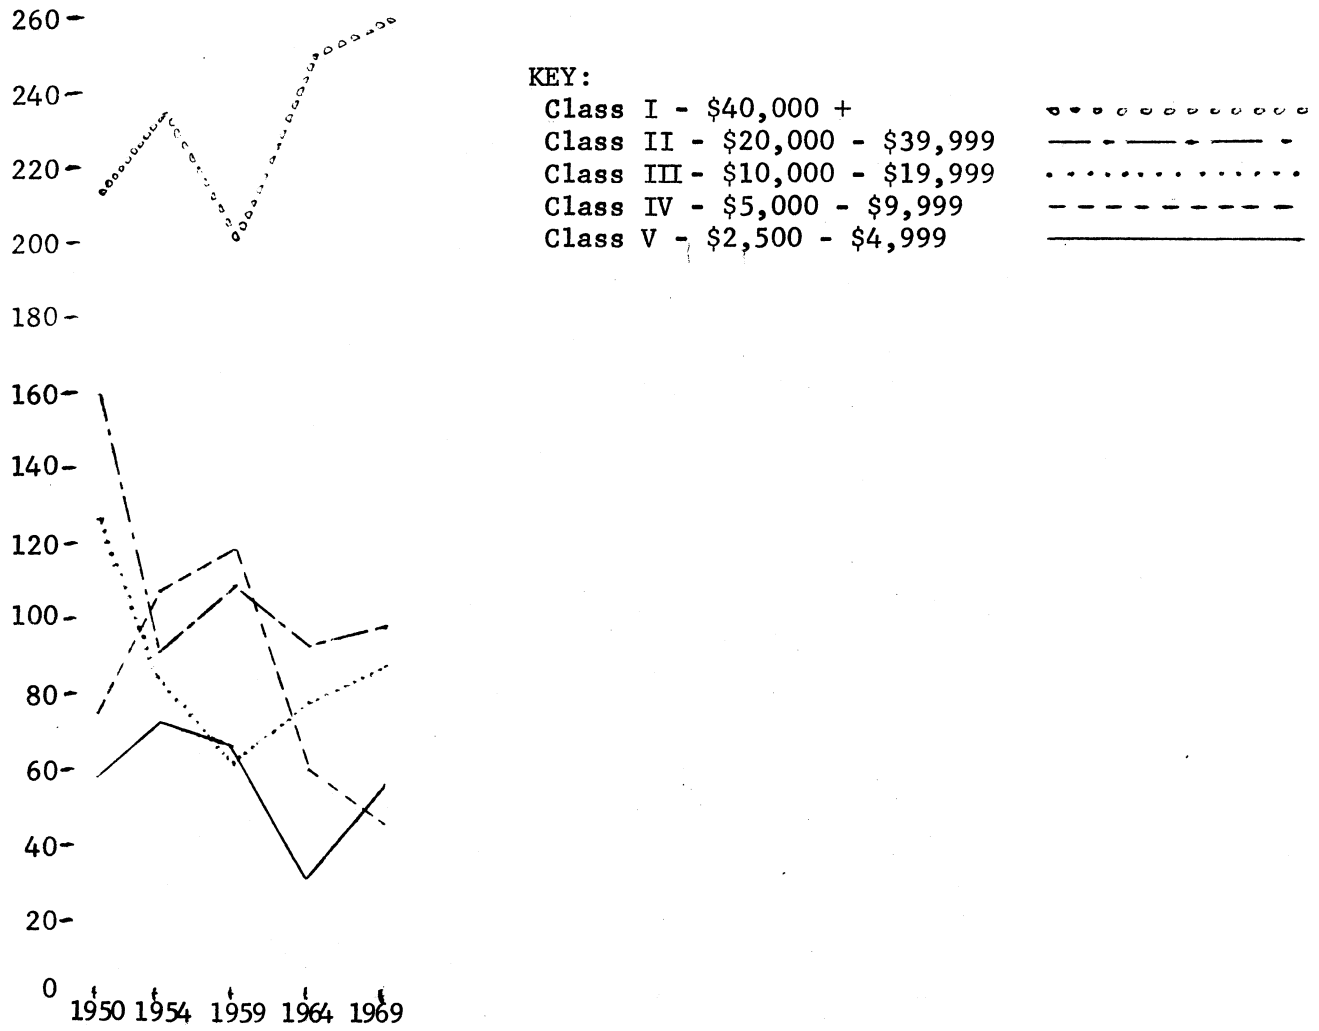 260
240
220
200
180
160
140
120
100
80
60
40
20
0
1950 1954 1959 1964 1969
KEY:
Class I - $40,000 +
Class II - $20,000 - $39,999
Class III - $10,000 - $19,999
Class IV - $5,000 - $9,999
Class V - $2,500 - $4,999